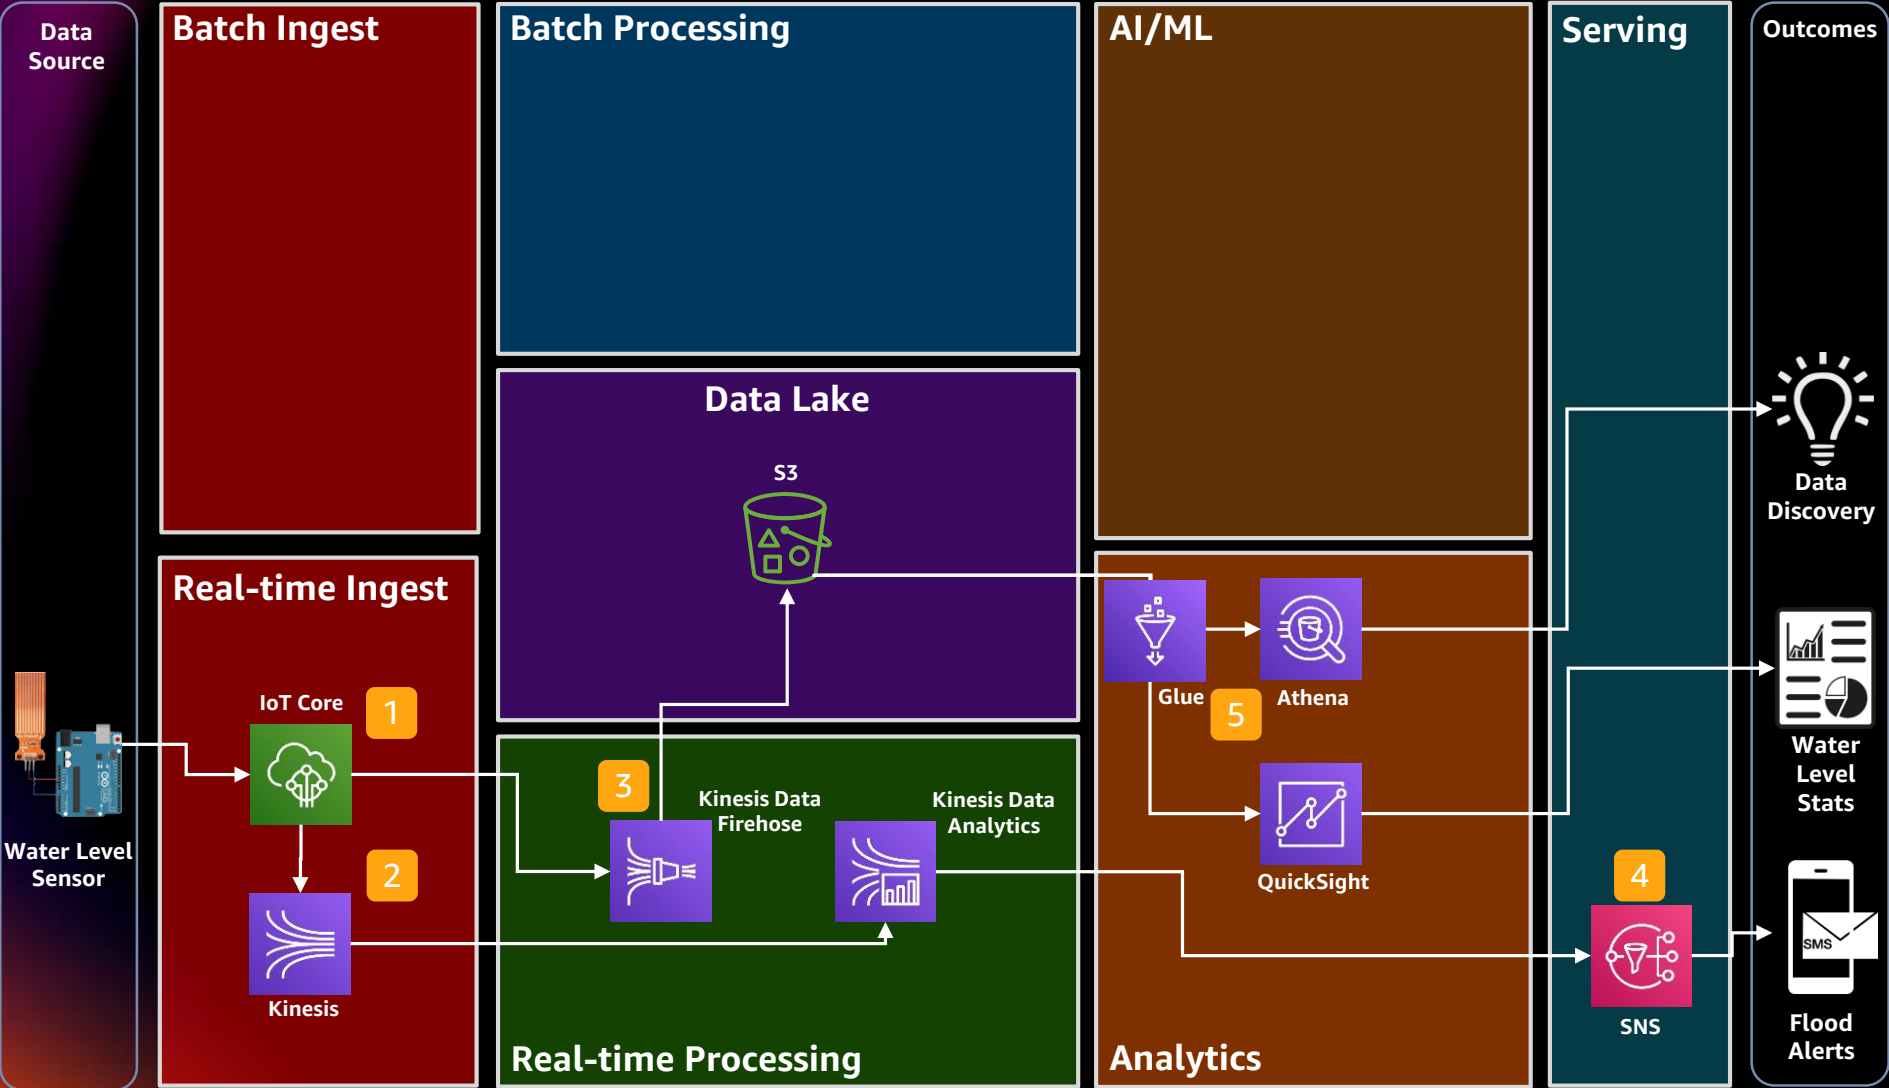 Data
Source
Water Level
Sensor
Batch Ingest
Real-time Ingest
IoT Core
1
2
Kinesis
Batch Processing
Data Lake
S3
3
Kinesis Data
Firehose
Kinesis Data
Analytics
Real-time Processing
AI/ML
Glue
5
Athena
QuickSight
Analytics
Serving
4
SNS
Outcomes
Data
Discovery
Water
Level
Stats
SMS
Flood
Alerts